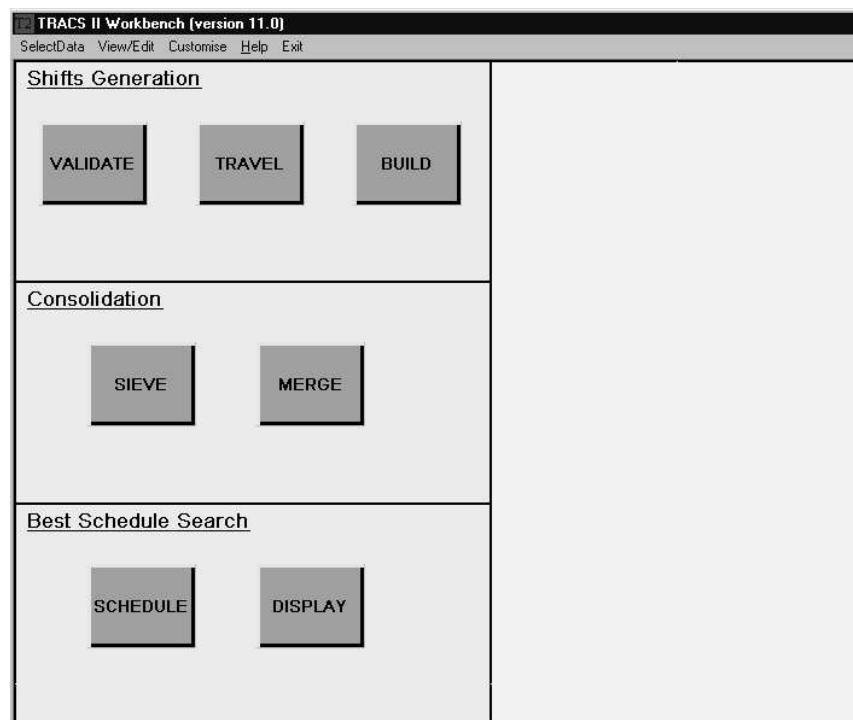 T2 TRACS II Workbench (version 11.0)
SelectData View/Edit Customise Help Exit
Shifts Generation
VALIDATE TRAVEL BUILD
Consolidation
SIEVE MERGE
Best Schedule Search
SCHEDULE DISPLAY